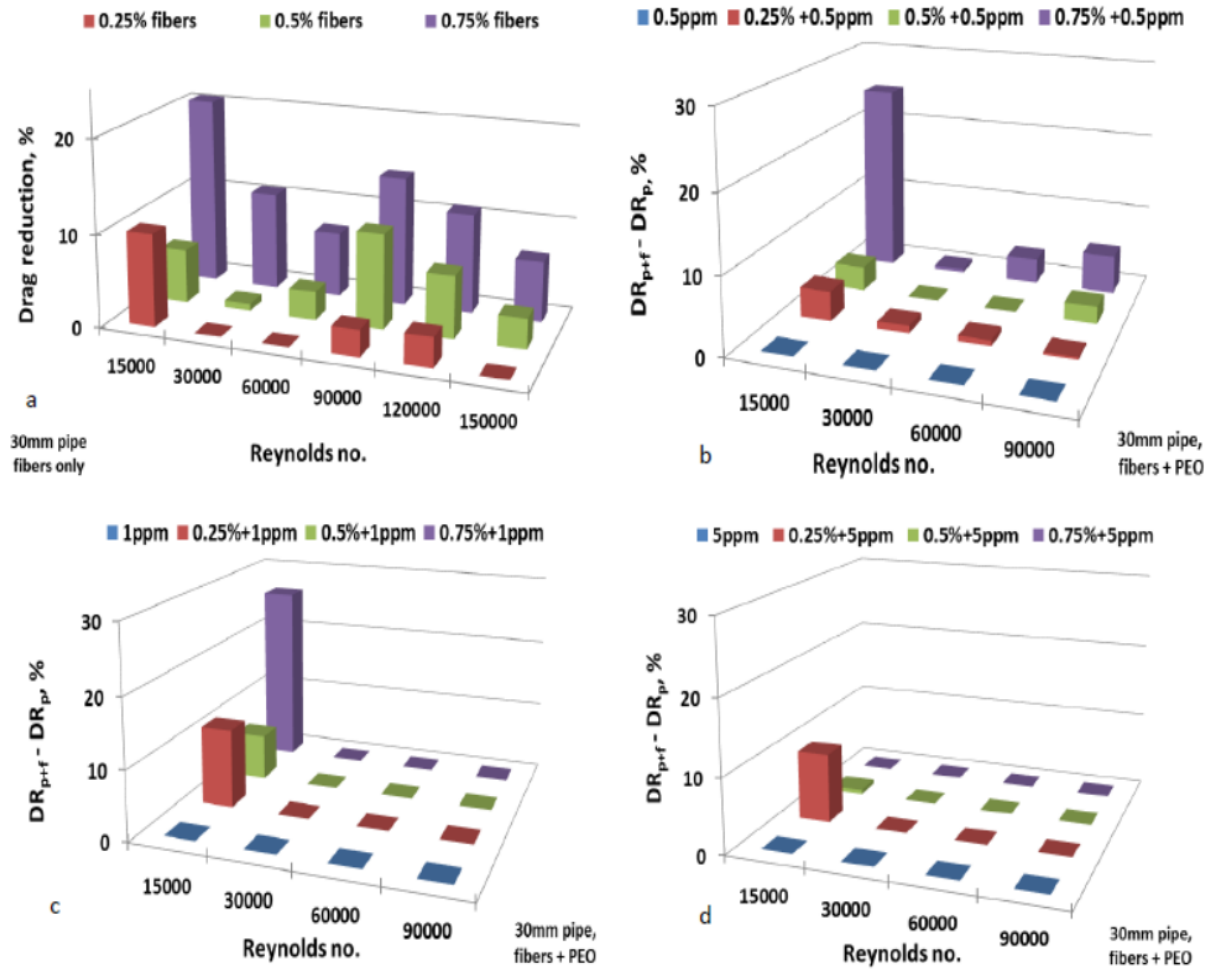 0.25% fibers 0.5% fibers 0.75% fibers
Drag reduction, %
20
10
0
15000 30000 60000 90000 120000 150000
Reynolds no.
a
30mm pipe
fibers only
0.5ppm 0.25% +0.5ppm 0.5% +0.5ppm 0.75% +0.5ppm
DRp+f - DRp, %
30
20
10
0
15000 30000 60000 90000
Reynolds no.
b
30mm pipe,
fibers + PEO
1ppm 0.25%+1ppm 0.5%+1ppm 0.75%+1ppm
DRp+f - DRp, %
30
20
10
0
15000 30000 60000 90000
Reynolds no.
c
30mm pipe,
fibers + PEO
5ppm 0.25%+5ppm 0.5%+5ppm 0.75%+5ppm
DRp+f - DRp, %
30
20
10
0
15000 30000 60000 90000
Reynolds no.
d
30mm pipe,
fibers + PEO